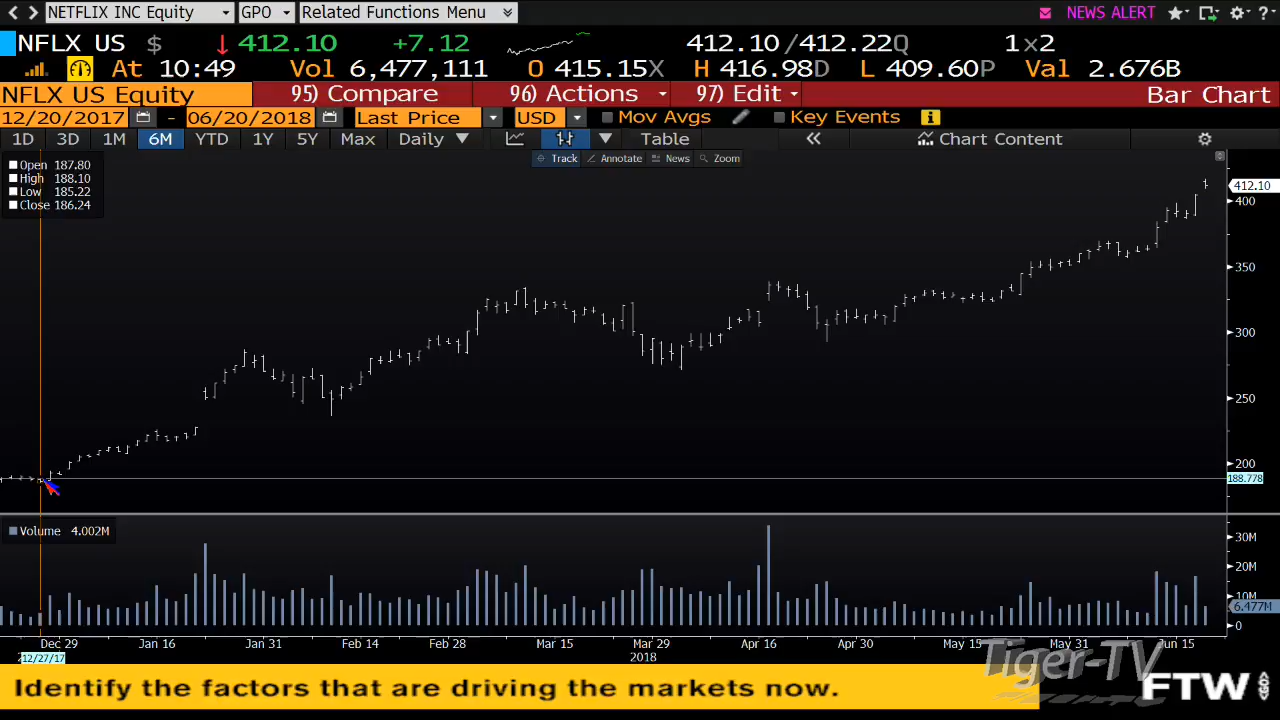 NETFLIX INC Equity GPO Related Functions Menu NEWS ALERT ?
NFLX US $ ↓412.10 +7.12 412.10/412.22Q 1x2
At 10:49 Vol 6,477,111 O 415.15X H 416.98D L 409.60P Val 2.676B
NFLX US Equity 95) Compare 96) Actions 97) Edit Bar Chart
12/20/2017 - 06/20/2018 Last Price USD Mov Avgs Key Events
1D 3D 1M 6M YTD 1Y 5Y Max Daily Table « Chart Content
Track Annotate News Zoom
Open 187.80
High 188.10
Low 185.22
Close 186.24
412.10
400
350
300
250
200
188.778
Volume 4.002M
30M
20M
10M
6.477M
0
Dec 29 Jan 16 Jan 31 Feb 14 Feb 28 Mar 15 Mar 29 Apr 16 Apr 30 May 15 May 31 Jun 15
12/27/17 2018
Tiger-TV
Identify the factors that are driving the markets now.
FTW